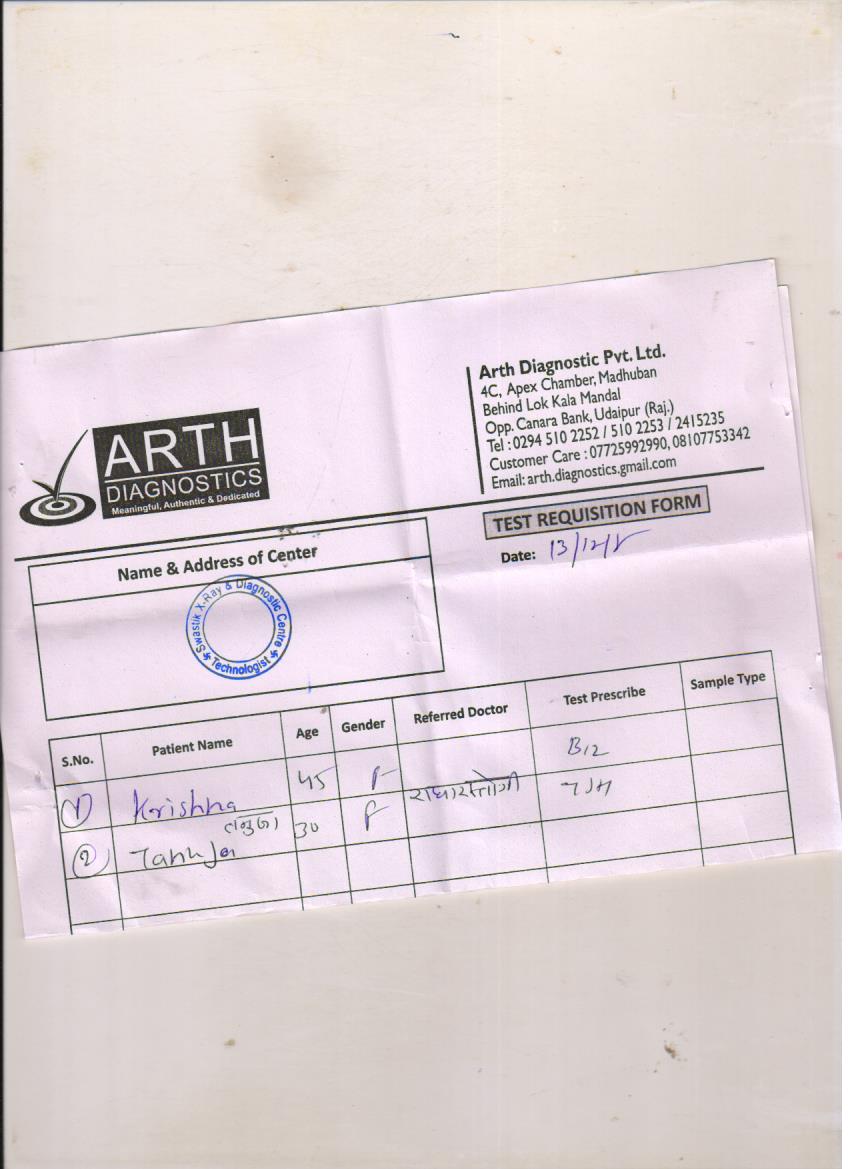 ARTH
DIAGNOSTICS
Meaningful, Authentic & Dedicated
Arth Diagnostic Pvt. Ltd.
4C, Apex Chamber, Madhuban
Behind Lok Kala Mandal
Opp. Canara Bank, Udaipur (Raj.)
Tel : 0294 510 2252 / 510 2253 / 2415235
Customer Care : 07725992990, 08107753342
Email: arth.diagnostics.gmail.com
TEST REQUISITION FORM
Date: 13/12/
Name & Address of Center
Swastik X-Ray & Diagnostic Centre
Technologist
S.No. Patient Name Age Gender Referred Doctor Test Prescribe Sample Type
1 Krishna 45 F B12
तनुजा
2 Tanuja 30 F